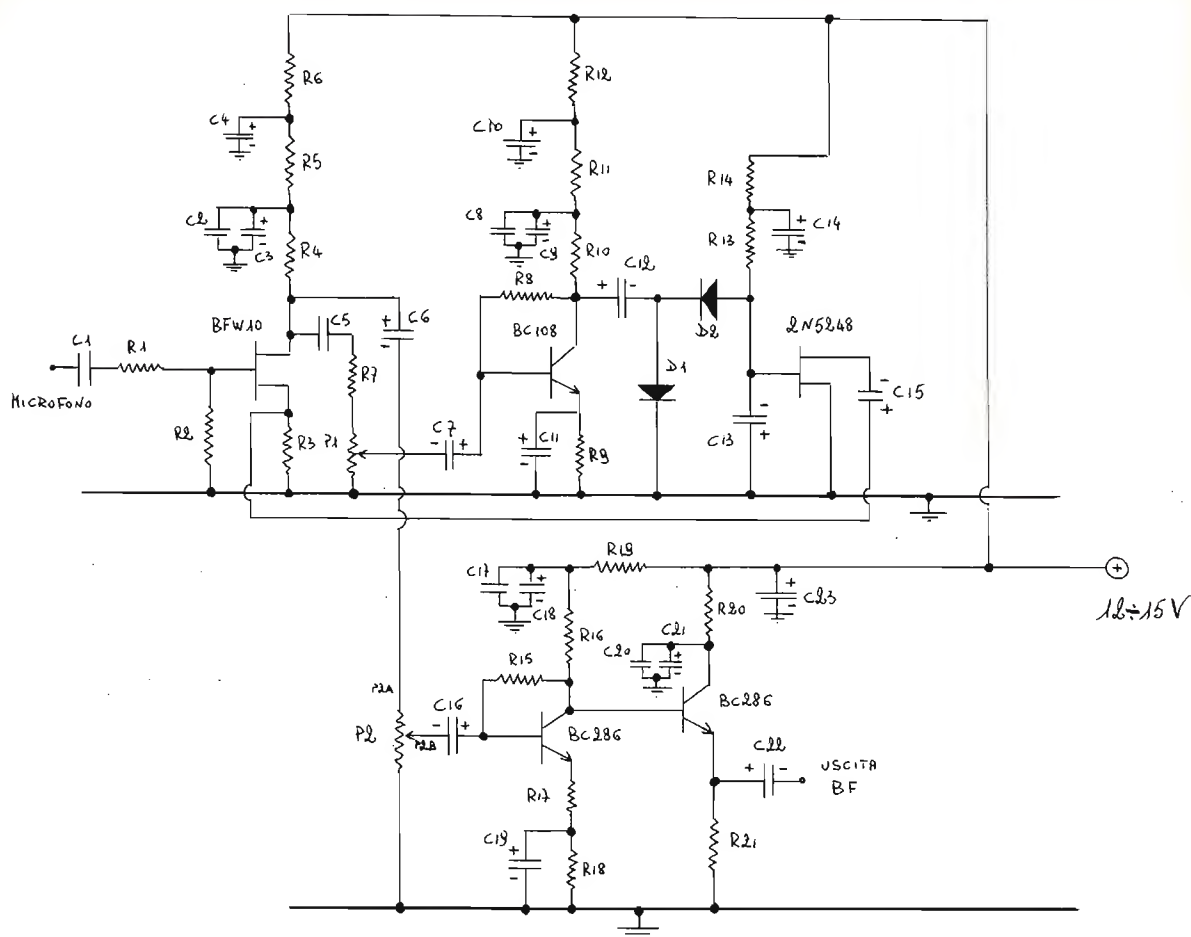 R6
R12
C4
+
-
C10
+
-
R5
R11
R14
C2
C3
+
-
R4
C8
C9
+
-
R10
R13
C14
+
-
R8
C12
+
-
BFW10
C5
C6
+
-
BC108
D2
2N5248
C1
R1
D1
C15
-
+
MICROFONO
R7
R2
R3
P1
C7
-
+
C11
+
-
R9
C13
-
+
R19
C17
C18
+
-
C23
+
-
+
12÷15V
R20
R16
C20
C21
+
-
R15
P2A
C16
-
+
P2
P2B
BC286
BC286
C22
+
-
USCITA
BF
R17
C19
+
-
R18
R21